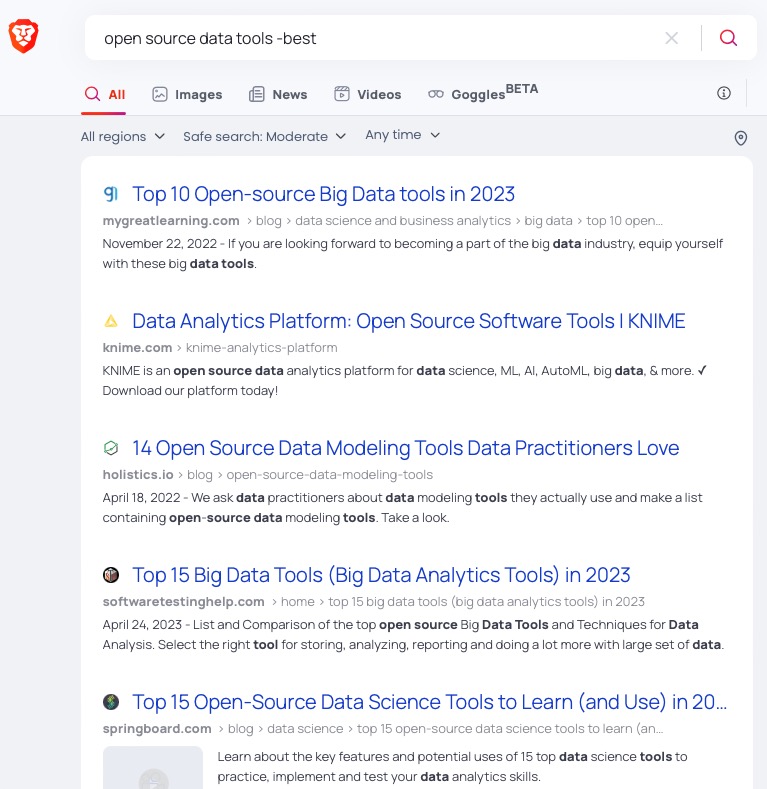 open source data tools -best
All Images News Videos Goggles BETA
All regions Safe search: Moderate Any time
Top 10 Open-source Big Data tools in 2023
mygreatlearning.com › blog › data science and business analytics › big data › top 10 open...
November 22, 2022 - If you are looking forward to becoming a part of the big data industry, equip yourself
with these big data tools.
Data Analytics Platform: Open Source Software Tools | KNIME
knime.com › knime-analytics-platform
KNIME is an open source data analytics platform for data science, ML, AI, AutoML, big data, & more. ✓
Download our platform today!
14 Open Source Data Modeling Tools Data Practitioners Love
holistics.io › blog › open-source-data-modeling-tools
April 18, 2022 - We ask data practitioners about data modeling tools they actually use and make a list
containing open-source data modeling tools. Take a look.
Top 15 Big Data Tools (Big Data Analytics Tools) in 2023
softwaretestinghelp.com › home › top 15 big data tools (big data analytics tools) in 2023
April 24, 2023 - List and Comparison of the top open source Big Data Tools and Techniques for Data
Analysis. Select the right tool for storing, analyzing, reporting and doing a lot more with large set of data.
Top 15 Open-Source Data Science Tools to Learn (and Use) in 20...
springboard.com › blog › data science › top 15 open-source data science tools to learn (an...
Learn about the key features and potential uses of 15 top data science tools to
practice, implement and test your data analytics skills.